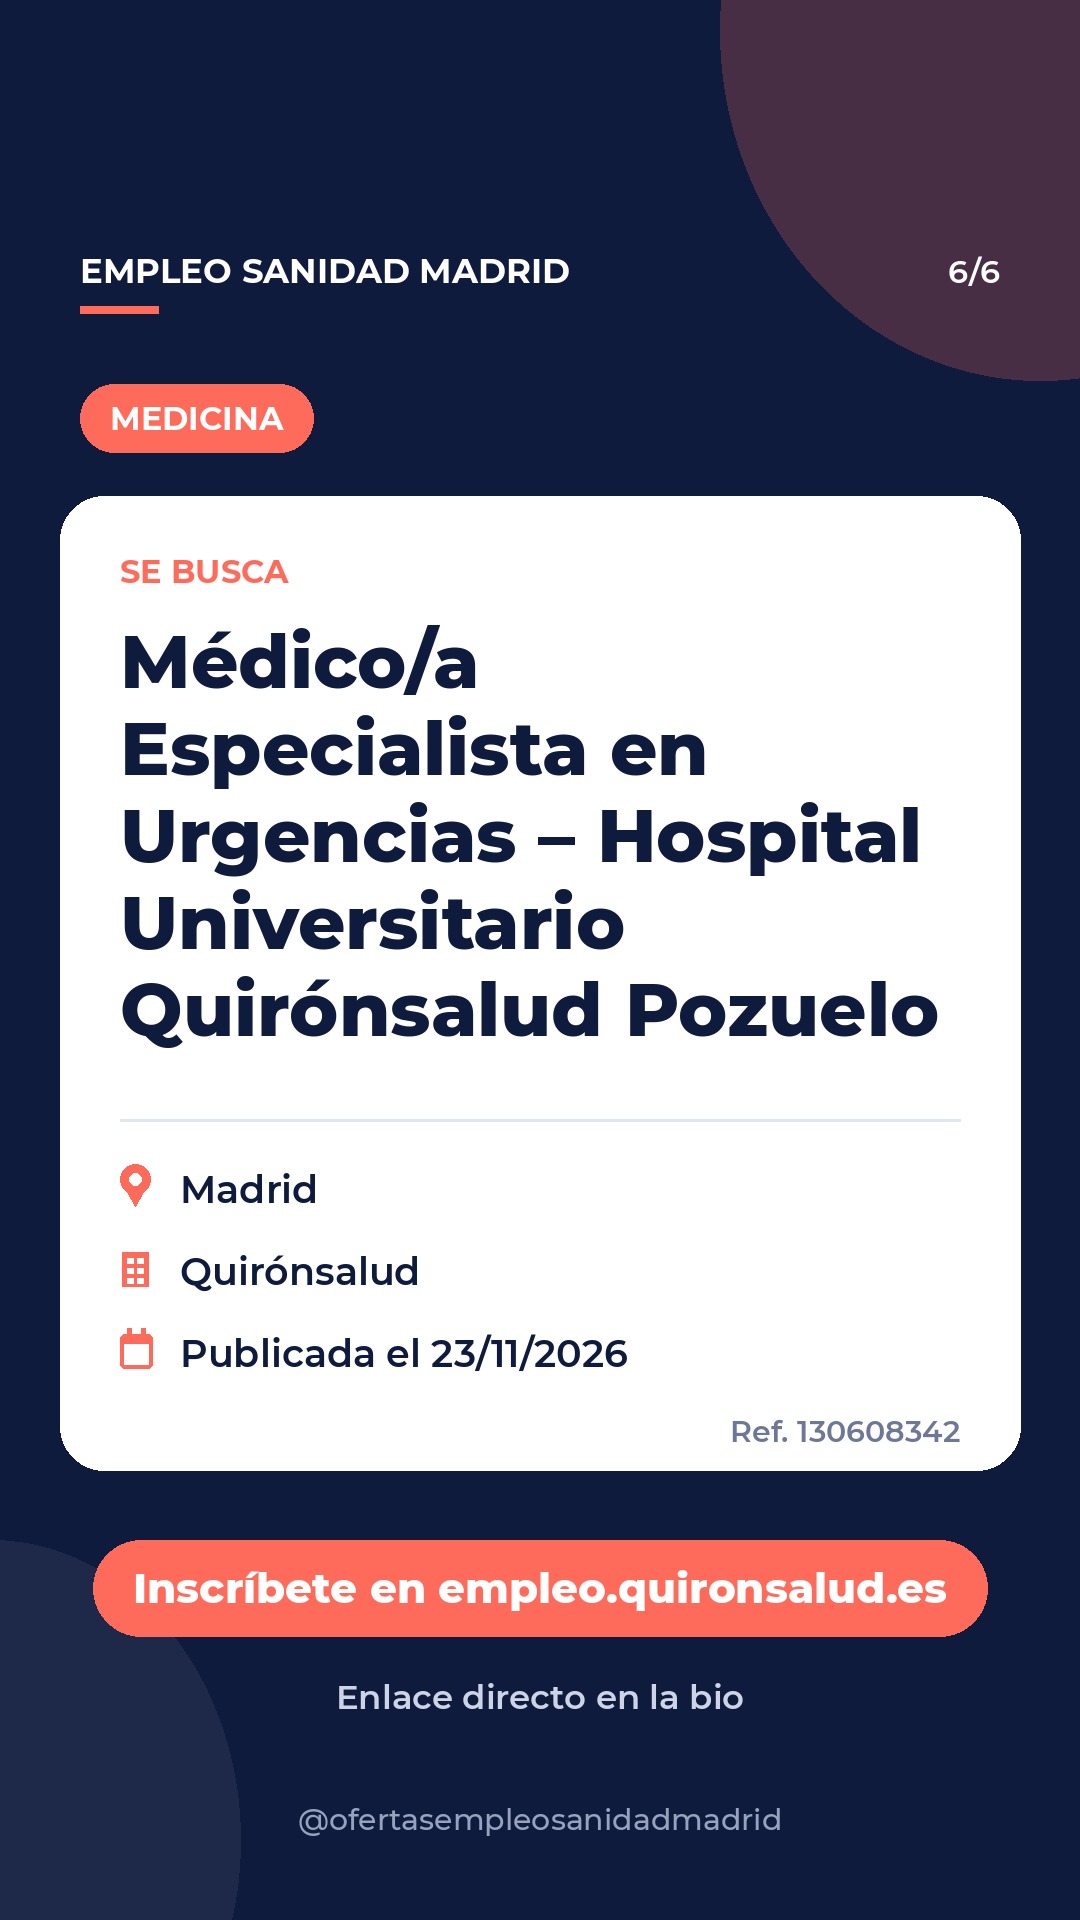 EMPLEO SANIDAD MADRID
6/6
MEDICINA
SE BUSCA
Médico/a
Especialista en
Urgencias – Hospital
Universitario
Quirónsalud Pozuelo
Madrid
Quirónsalud
Publicada el 23/11/2026
Ref. 130608342
Inscríbete en empleo.quironsalud.es
Enlace directo en la bio
@ofertasempleosanidadmadrid